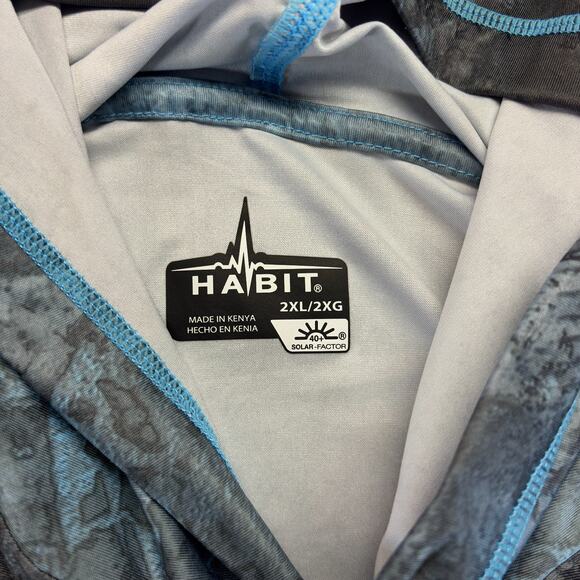 HABIT®
2XL/2XG
MADE IN KENYA
HECHO EN KENIA
40+ ®
SOLAR-FACTOR